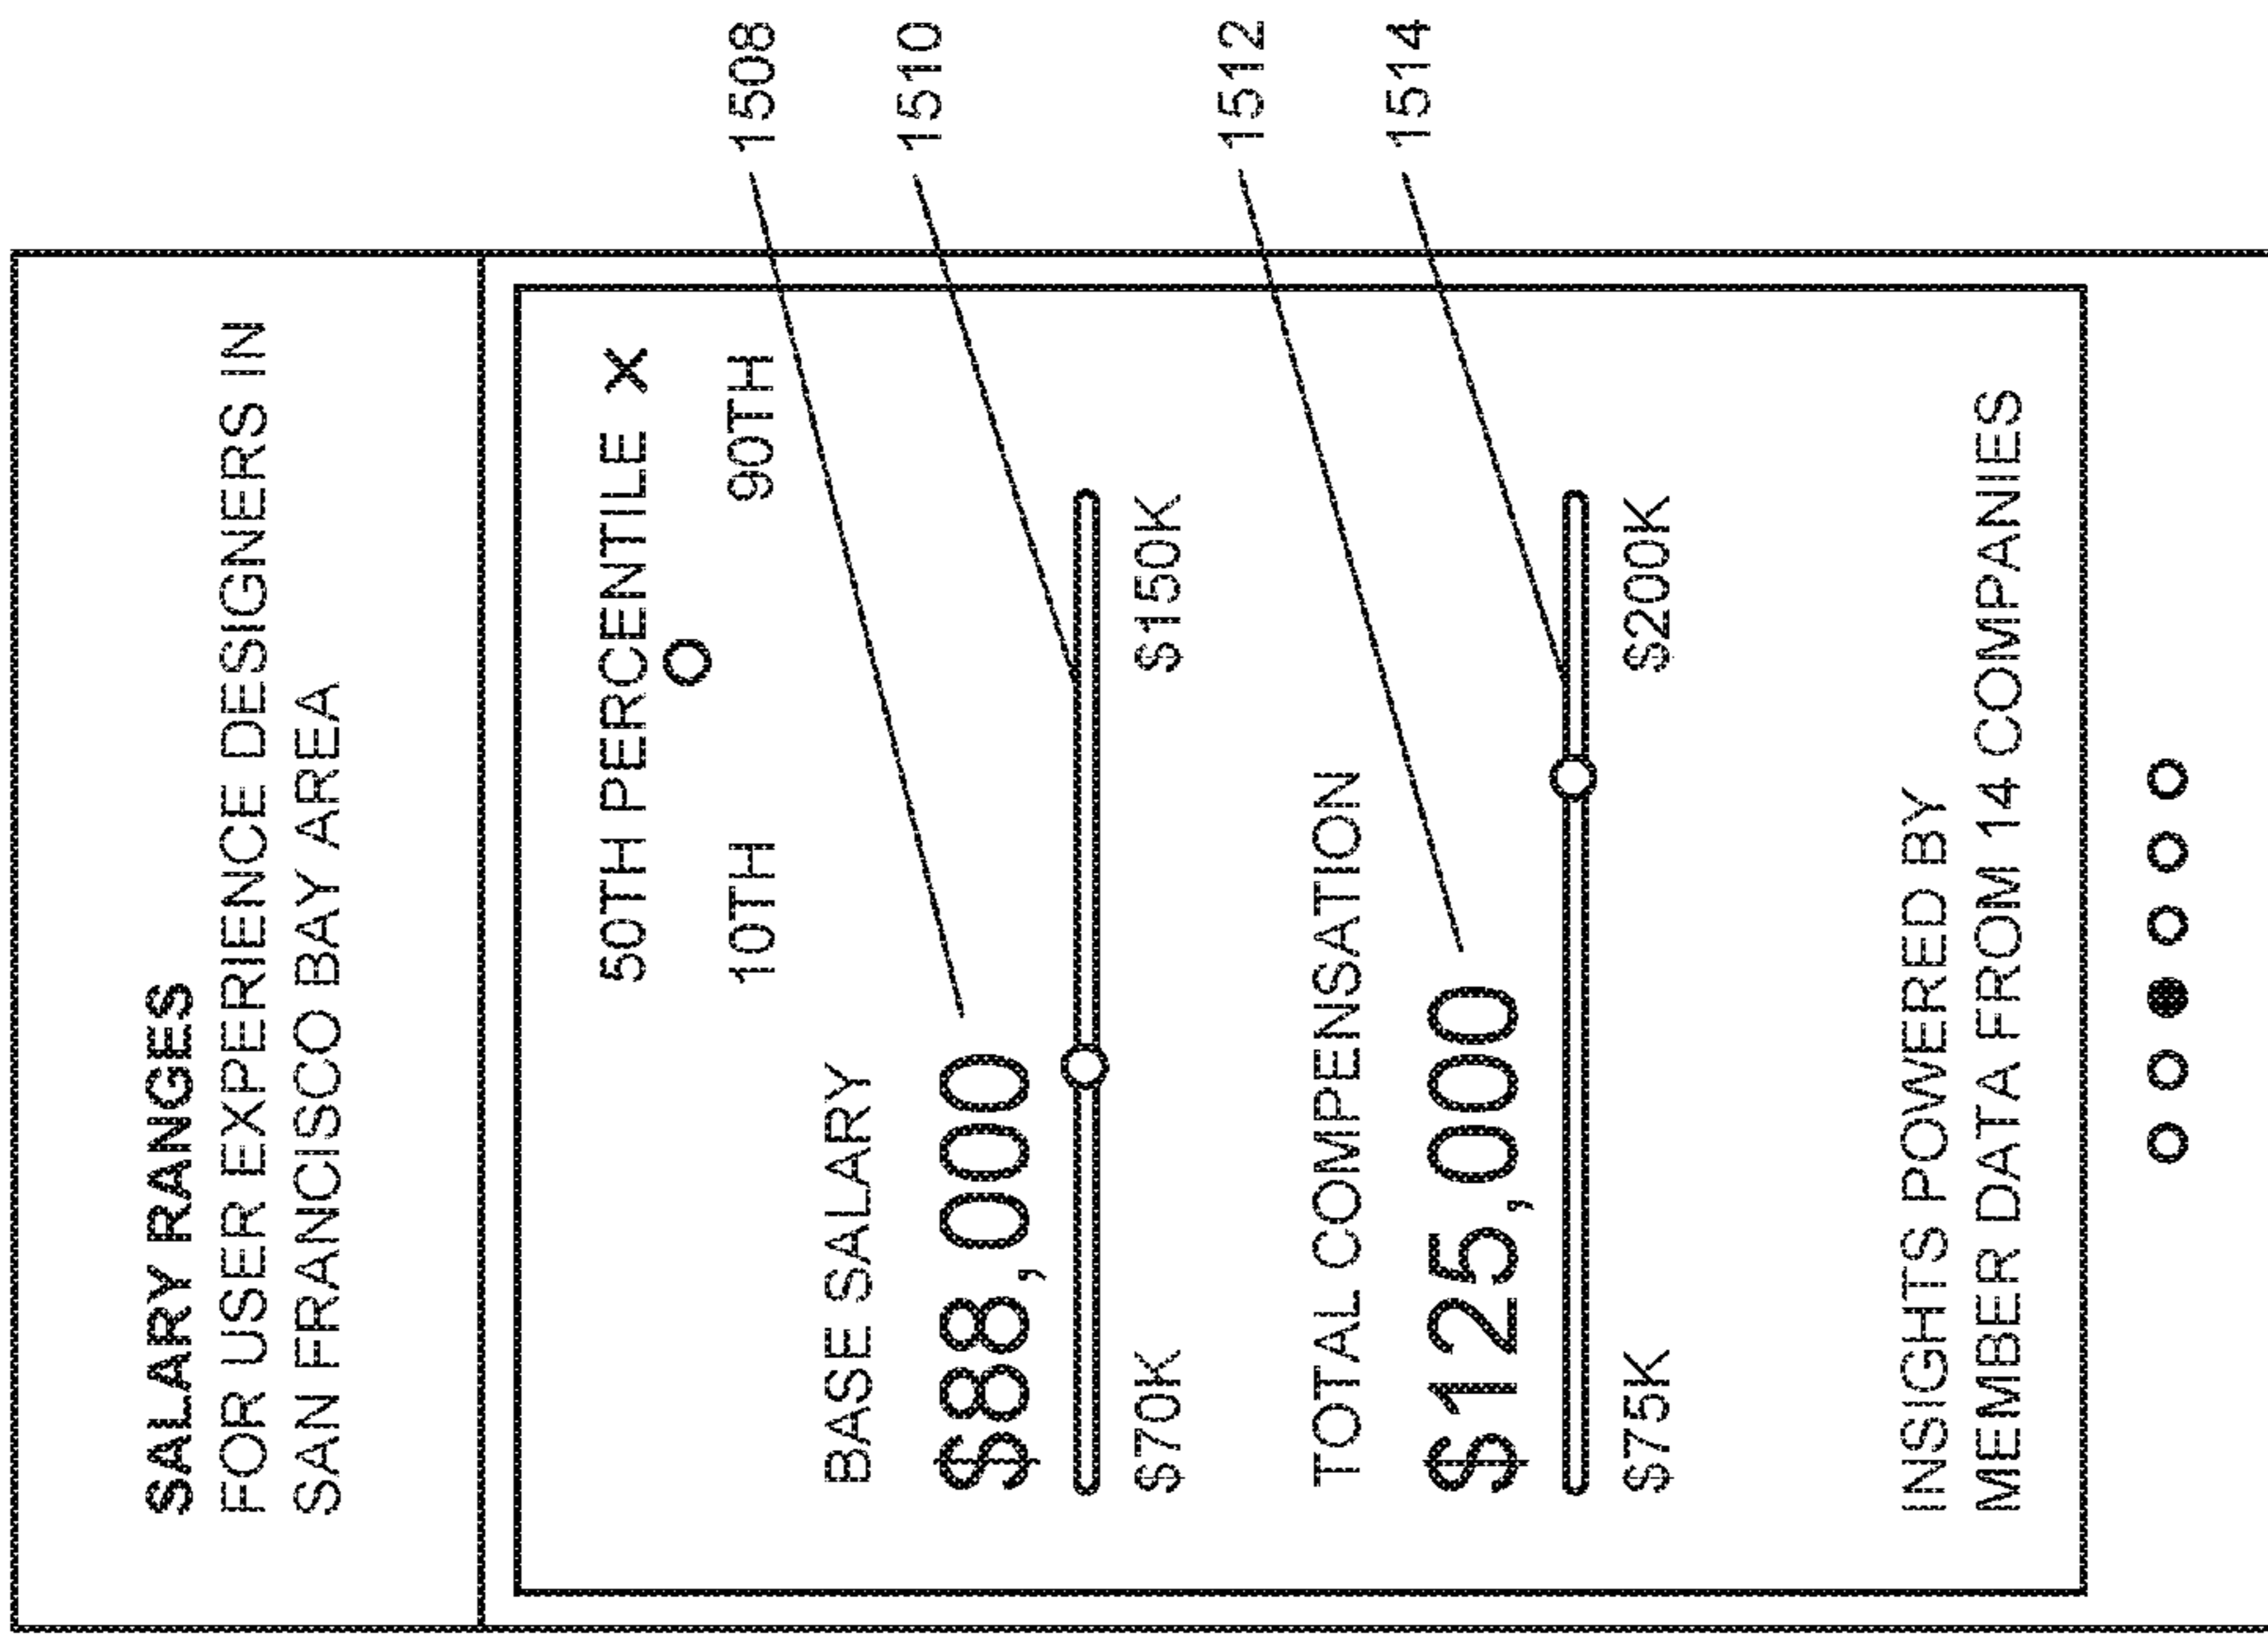 SALARY RANGES
FOR USER EXPERIENCE DESIGNERS IN
SAN FRANCISCO BAY AREA
50TH PERCENTILE X
10TH 90TH
1508
BASE SALARY
$88,000
1510
$70K $150K
TOTAL COMPENSATION
1512
$125,000
1514
$75K $200K
INSIGHTS POWERED BY
MEMBER DATA FROM 14 COMPANIES